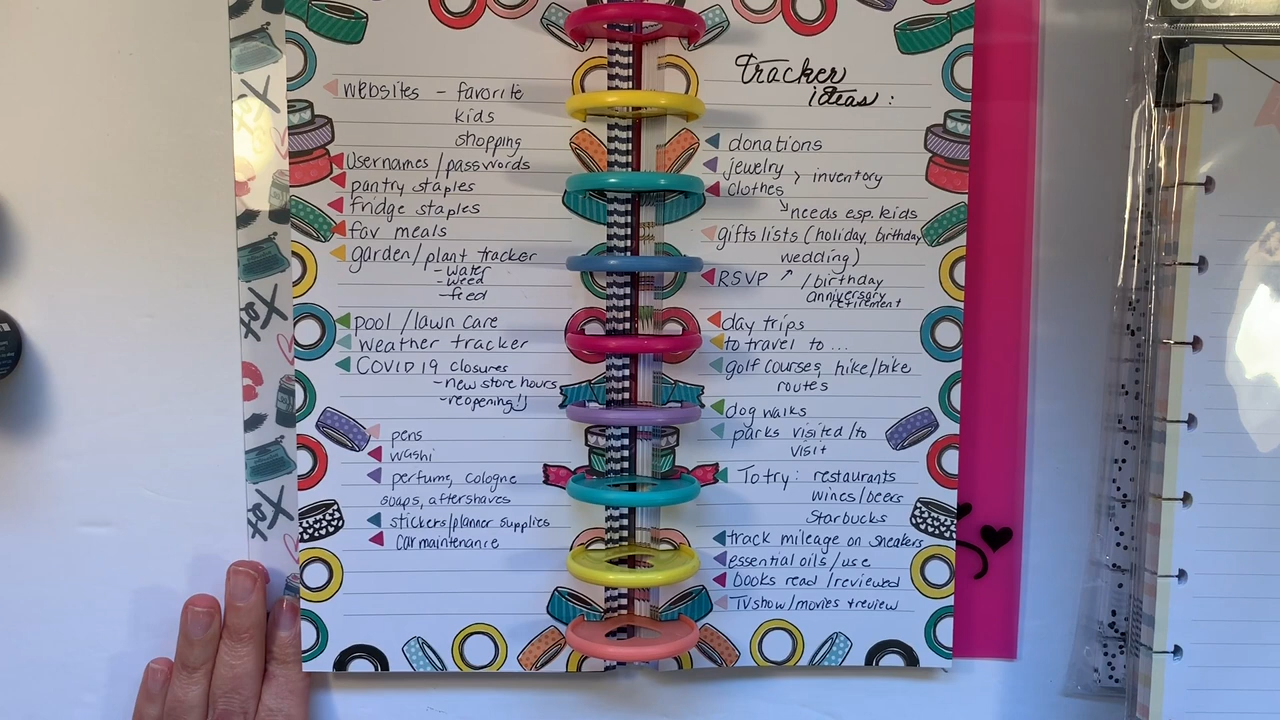 websites - favorite
kids
shopping
Usernames/passwords
pantry staples
fridge staples
fav meals
garden/plant tracker
-water
-weed
-feed
pool/lawn care
weather tracker
COVID 19 closures
-new store hours
-reopening!!
pens
washi
perfume, cologne
soaps, aftershaves
stickers/planner supplies
car maintenance
Tracker
ideas:
donations
jewelry
> inventory
clothes
needs esp. kids
gifts lists (holiday, birthday
wedding)
RSVP /birthday
anniversary
retirement
day trips
to travel to ...
golf courses, hike/bike
routes
dog walks
parks visited/to
visit
To try: restaurants
wines/beers
Starbucks
track mileage on sneakers
essential oils/use
books read/reviewed
TV show/movies + review